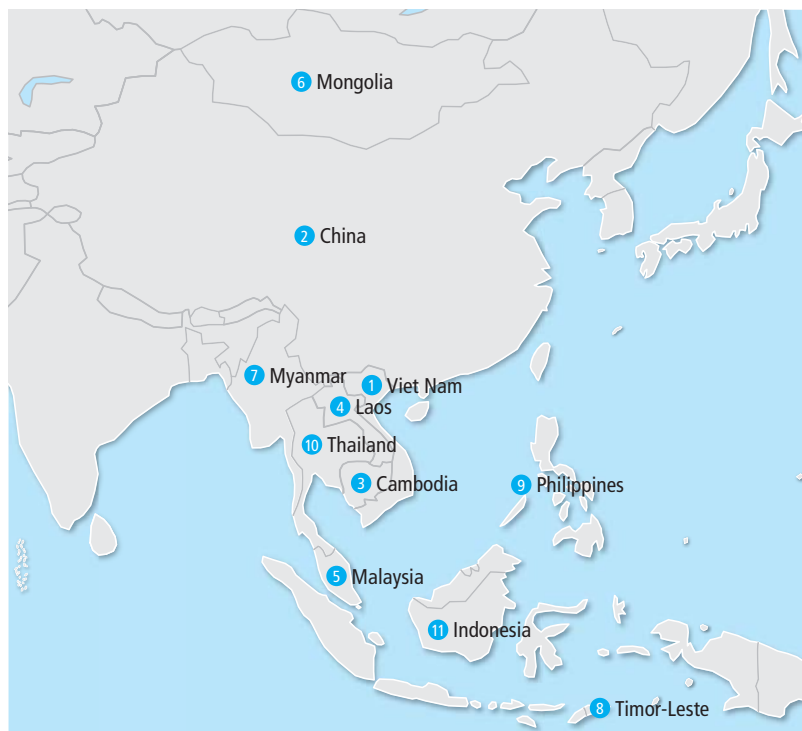 6 Mongolia
2 China
7 Myanmar
1 Viet Nam
4 Laos
10 Thailand
3 Cambodia
9 Philippines
5 Malaysia
11 Indonesia
8 Timor-Leste